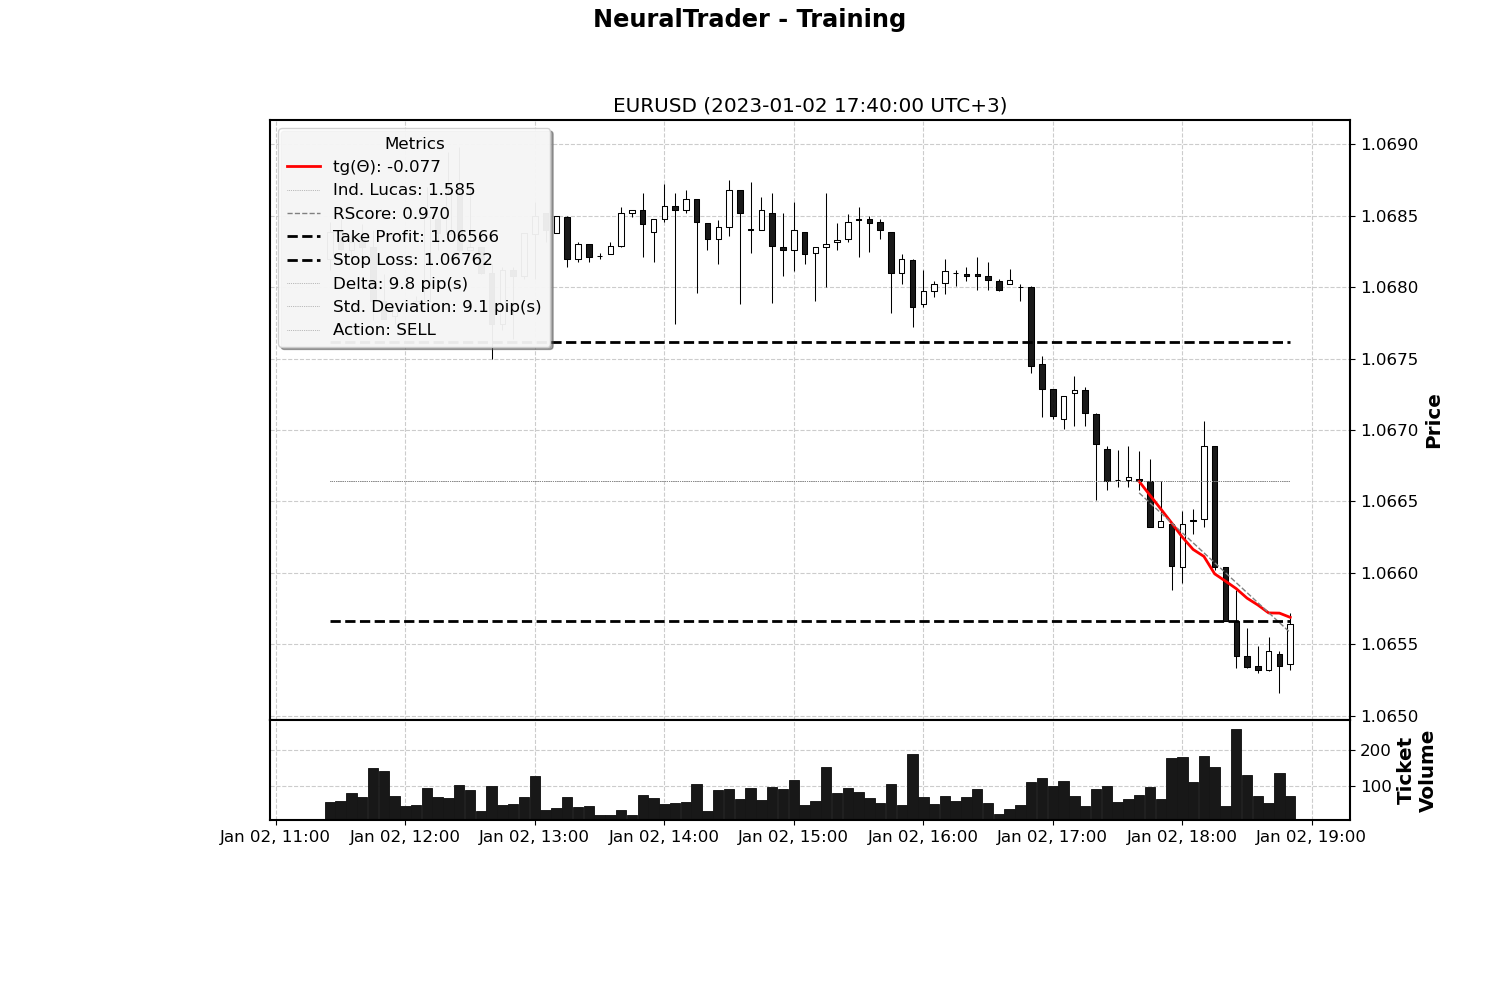 NeuralTrader - Training
EURUSD (2023-01-02 17:40:00 UTC+3)
Metrics
tg(Θ): -0.077
Ind. Lucas: 1.585
RScore: 0.970
Take Profit: 1.06566
Stop Loss: 1.06762
Delta: 9.8 pip(s)
Std. Deviation: 9.1 pip(s)
Action: SELL
1.0690
1.0685
1.0680
1.0675
1.0670
1.0665
1.0660
1.0655
1.0650
Price
200
100
Ticket
Volume
Jan 02, 11:00
Jan 02, 12:00
Jan 02, 13:00
Jan 02, 14:00
Jan 02, 15:00
Jan 02, 16:00
Jan 02, 17:00
Jan 02, 18:00
Jan 02, 19:00